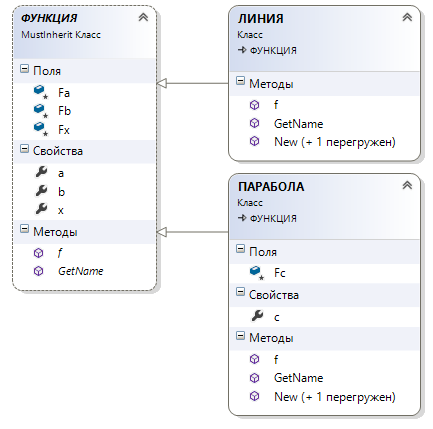 ФУНКЦИЯ
MustInherit Класс
Поля
Fa
Fb
Fx
Свойства
a
b
x
Методы
f
GetName
ЛИНИЯ
Класс
ФУНКЦИЯ
Методы
f
GetName
New (+ 1 перегружен)
ПАРАБОЛА
Класс
ФУНКЦИЯ
Поля
Fc
Свойства
c
Методы
f
GetName
New (+ 1 перегружен)